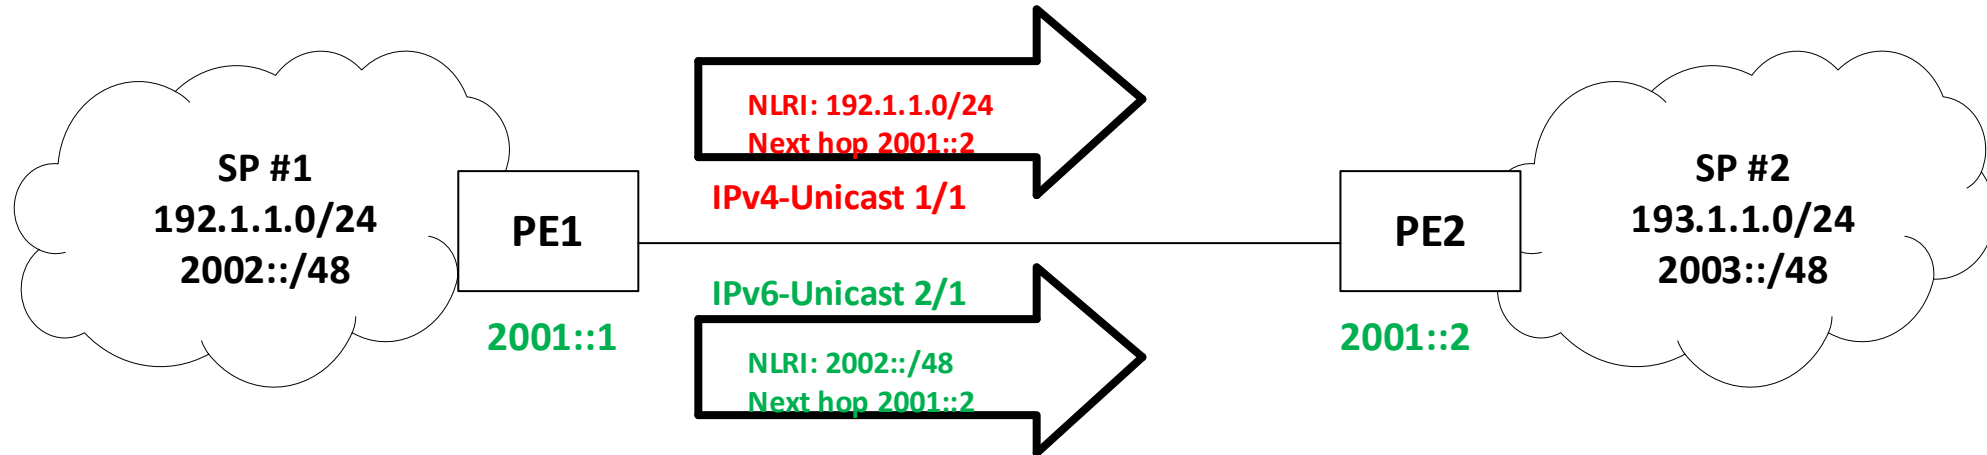 SP #1
192.1.1.0/24
2002::/48
PE1
2001::1
NLRI: 192.1.1.0/24
Next hop 2001::2
IPv4-Unicast 1/1
IPv6-Unicast 2/1
NLRI: 2002::/48
Next hop 2001::2
PE2
2001::2
SP #2
193.1.1.0/24
2003::/48